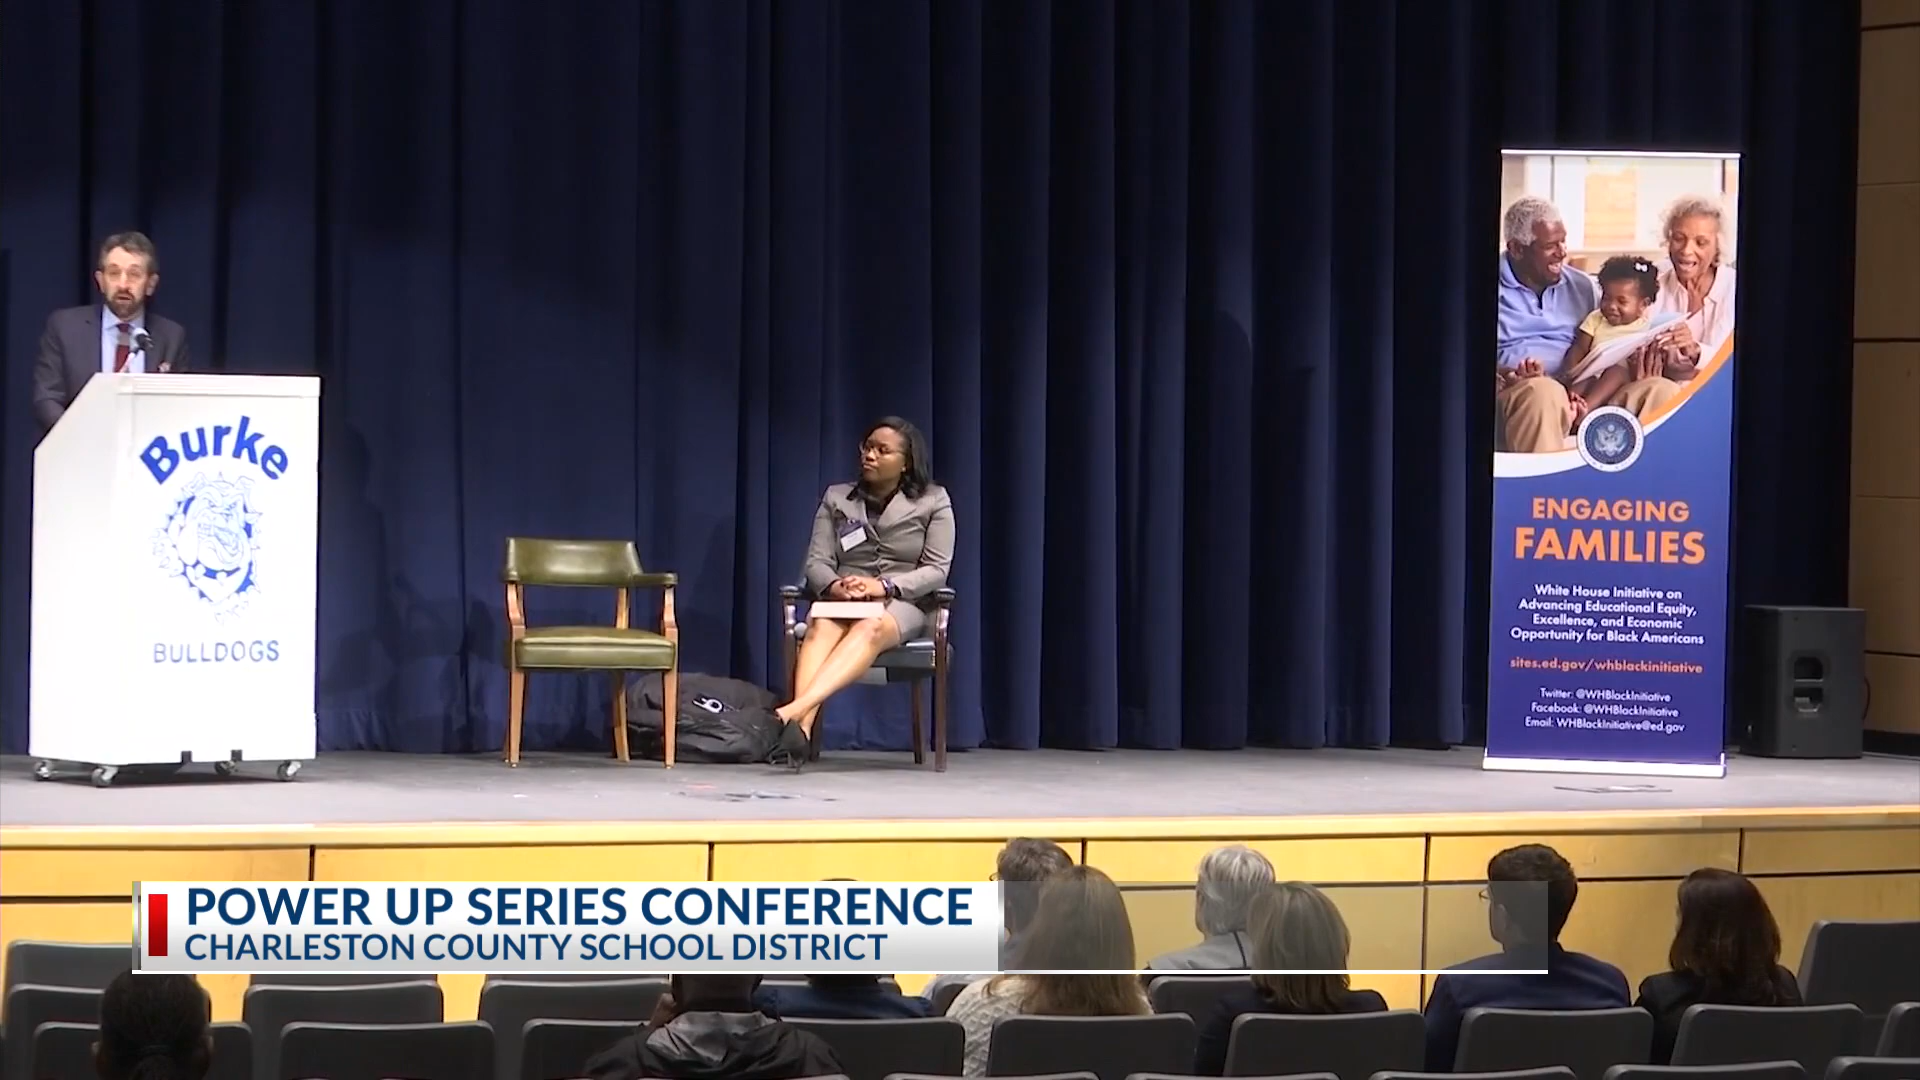 Burke
BULLDOGS
ENGAGING
FAMILIES
White House Initiative on
Advancing Educational Equity,
Excellence, and Economic
Opportunity for Black Americans
sites.ed.gov/whblackinitiative
Twitter: @WHBlackInitiative
Facebook: @WHBlackInitiative
Email: WHBlackInitiative@ed.gov
POWER UP SERIES CONFERENCE
CHARLESTON COUNTY SCHOOL DISTRICT